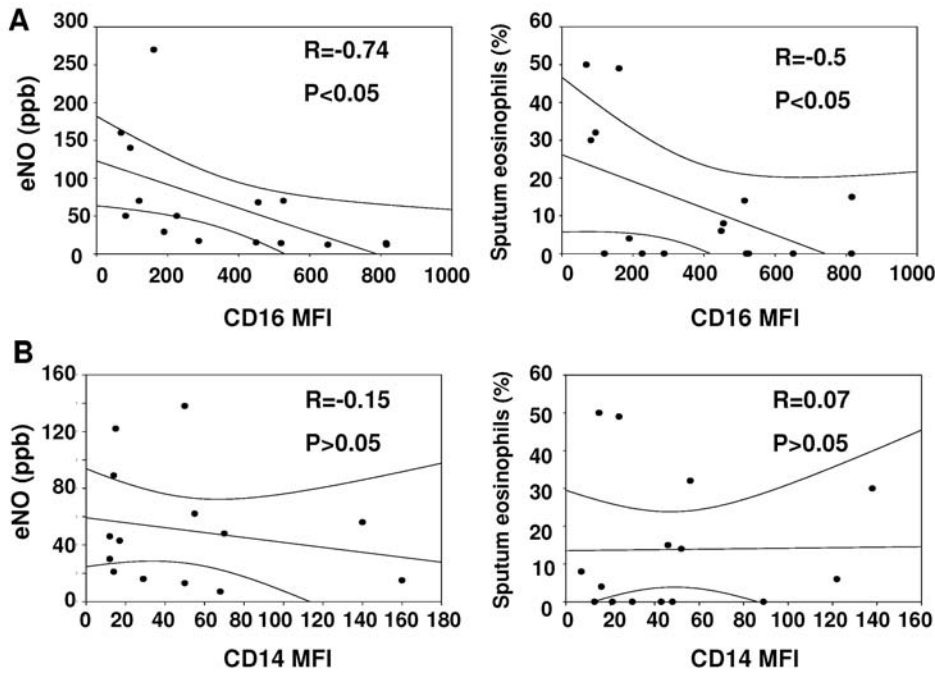 A
300
250
200
150
100
50
0
eNO (ppb)
R=-0.74
P<0.05
0 200 400 600 800 1000
CD16 MFI
60
50
40
30
20
10
0
Sputum eosinophils (%)
R=-0.5
P<0.05
0 200 400 600 800 1000
CD16 MFI
B
160
120
80
40
0
eNO (ppb)
R=-0.15
P>0.05
0 20 40 60 80 100 120 140 160 180
CD14 MFI
60
50
40
30
20
10
0
Sputum eosinophils (%)
R=0.07
P>0.05
0 20 40 60 80 100 120 140 160
CD14 MFI